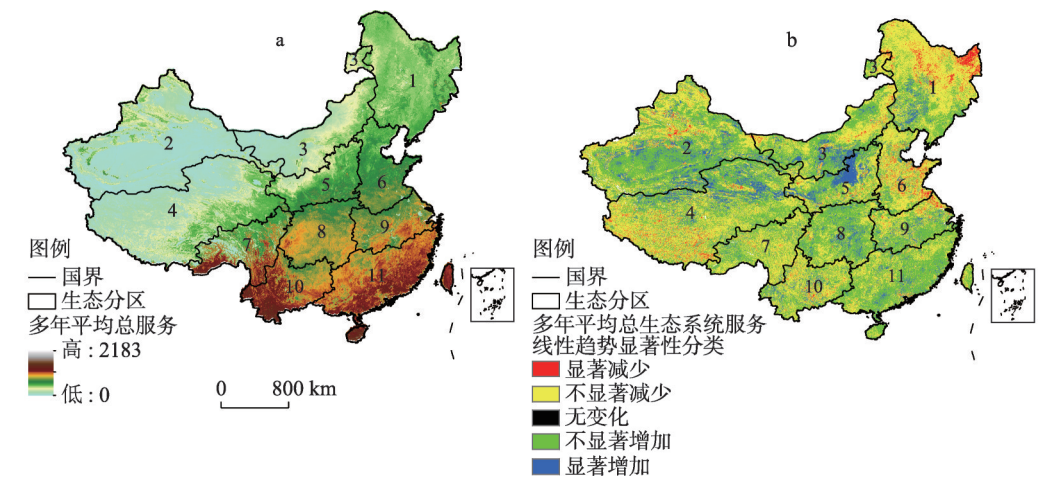 a
3
1
2
3
5
6
4
7
8
9
10
11
图例
国界
生态分区
多年平均总服务
高：2183
低：0
0 800 km
b
3
1
2
3
5
6
4
7
8
9
10
11
图例
国界
生态分区
多年平均总生态系统服务
线性趋势显著性分类
显著减少
不显著减少
无变化
不显著增加
显著增加